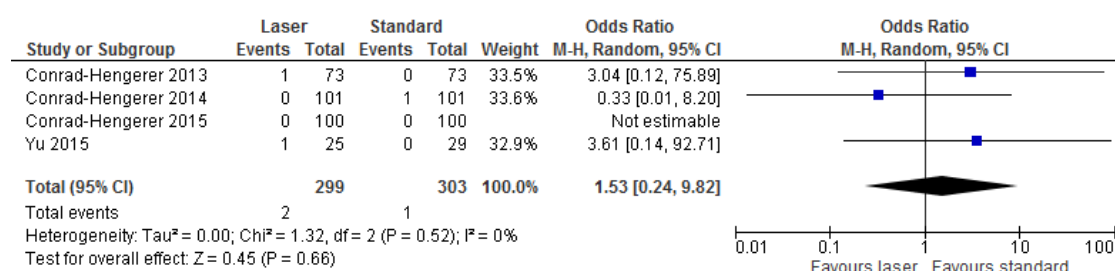 Laser Standard Odds Ratio Odds Ratio
Study or Subgroup Events Total Events Total Weight M-H, Random, 95% CI M-H, Random, 95% CI
Conrad-Hengerer 2013 1 73 0 73 33.5% 3.04 [0.12, 75.89]
Conrad-Hengerer 2014 0 101 1 101 33.6% 0.33 [0.01, 8.20]
Conrad-Hengerer 2015 0 100 0 100 Not estimable
Yu 2015 1 25 0 29 32.9% 3.61 [0.14, 92.71]
Total (95% CI) 299 303 100.0% 1.53 [0.24, 9.82]
Total events 2 1
Heterogeneity: Tau² = 0.00; Chi² = 1.32, df = 2 (P = 0.52); I² = 0%
Test for overall effect: Z = 0.45 (P = 0.66)
0.01 0.1 1 10 100
Favours laser Favours standard